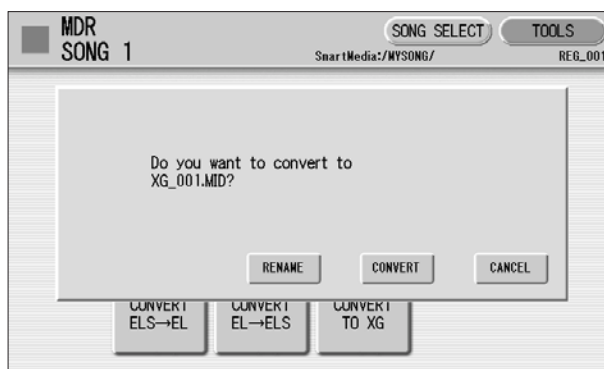 MDR
SONG 1
SONG SELECT
TOOLS
SmartMedia:/MYSONG/
REG_001
Do you want to convert to
XG_001.MID?
RENAME
CONVERT
CANCEL
CONVERT
ELS→EL
CONVERT
EL→ELS
CONVERT
TO XG